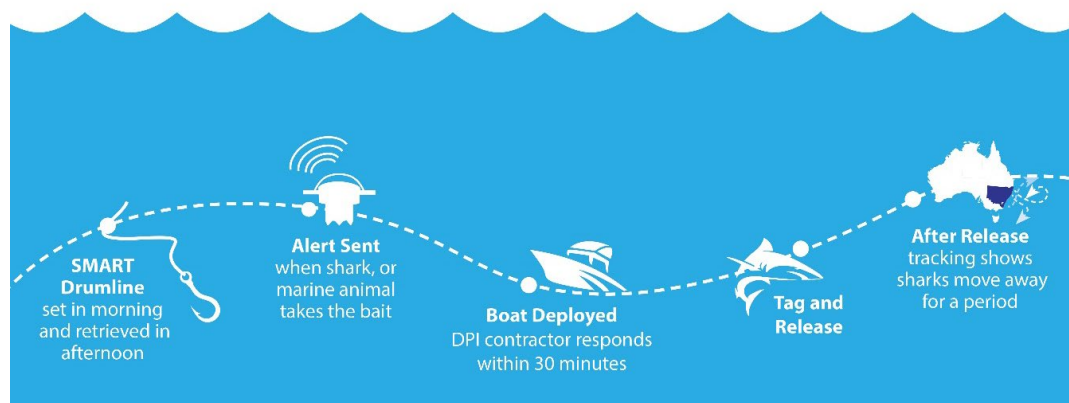 SMART
Drumline
set in morning
and retrieved in
afternoon
Alert Sent
when shark, or
marine animal
takes the bait
Boat Deployed
DPI contractor responds
within 30 minutes
Tag and
Release
After Release
tracking shows
sharks move away
for a period